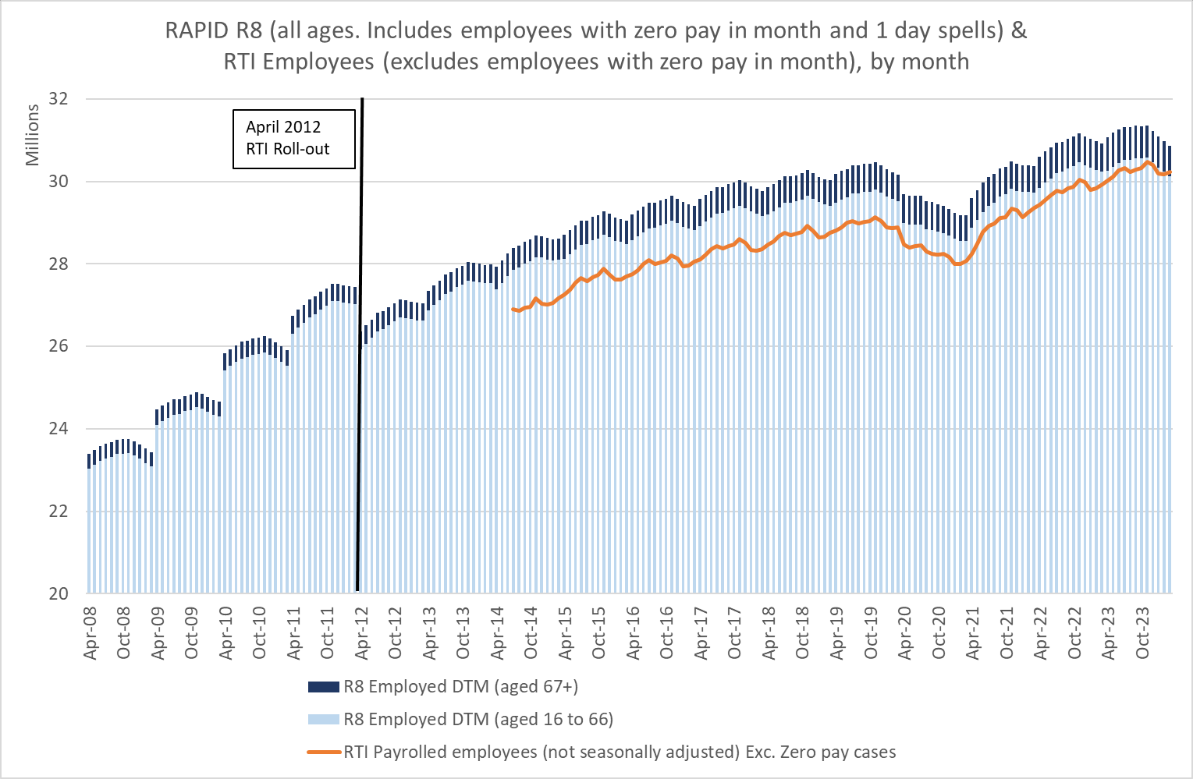 RAPID R8 (all ages. Includes employees with zero pay in month and 1 day spells) &
RTI Employees (excludes employees with zero pay in month), by month
Millions
32
30
28
26
24
22
20
April 2012
RTI Roll-out
Apr-08
Oct-08
Apr-09
Oct-09
Apr-10
Oct-10
Apr-11
Oct-11
Apr-12
Oct-12
Apr-13
Oct-13
Apr-14
Oct-14
Apr-15
Oct-15
Apr-16
Oct-16
Apr-17
Oct-17
Apr-18
Oct-18
Apr-19
Oct-19
Apr-20
Oct-20
Apr-21
Oct-21
Apr-22
Oct-22
Apr-23
Oct-23
R8 Employed DTM (aged 67+)
R8 Employed DTM (aged 16 to 66)
RTI Payrolled employees (not seasonally adjusted) Exc. Zero pay cases